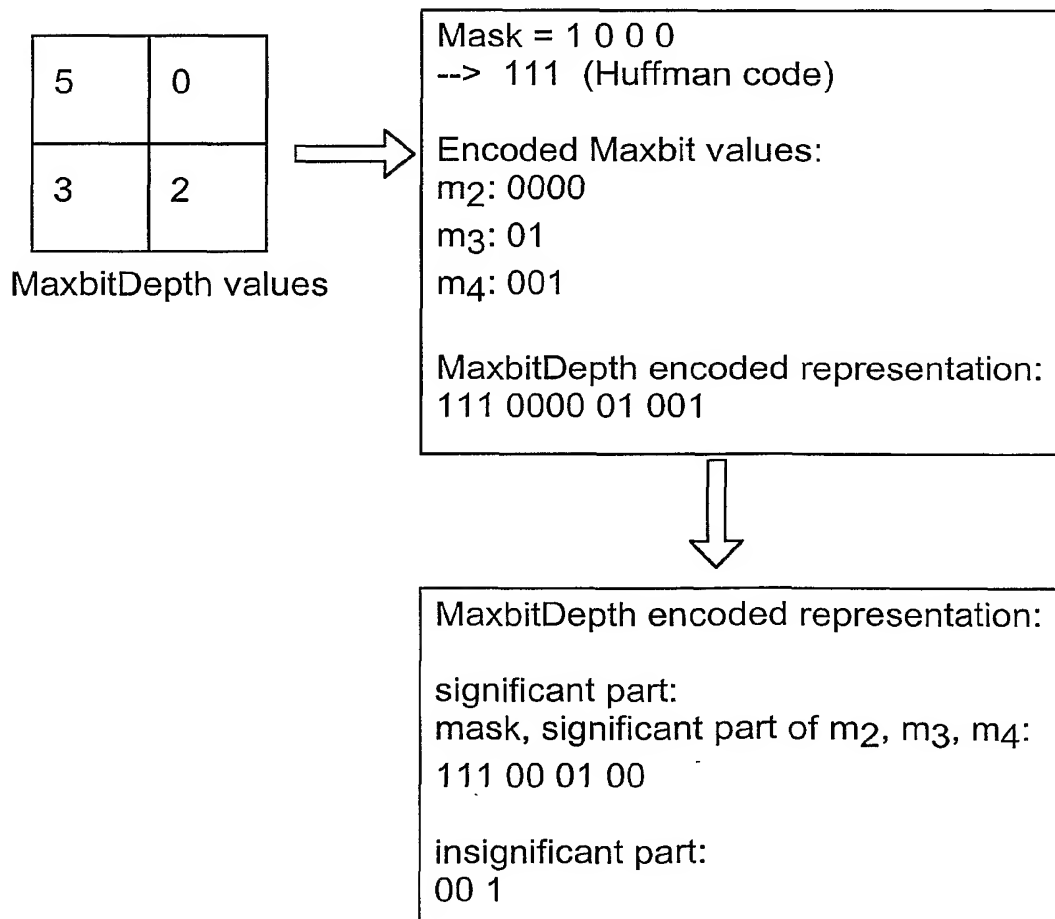 5 0
3 2
MaxbitDepth values
Mask = 1 0 0 0
--> 111 (Huffman code)
Encoded Maxbit values:
m2: 0000
m3: 01
m4: 001
MaxbitDepth encoded representation:
111 0000 01 001
MaxbitDepth encoded representation:
significant part:
mask, significant part of m2, m3, m4:
111 00 01 00
insignificant part:
00 1